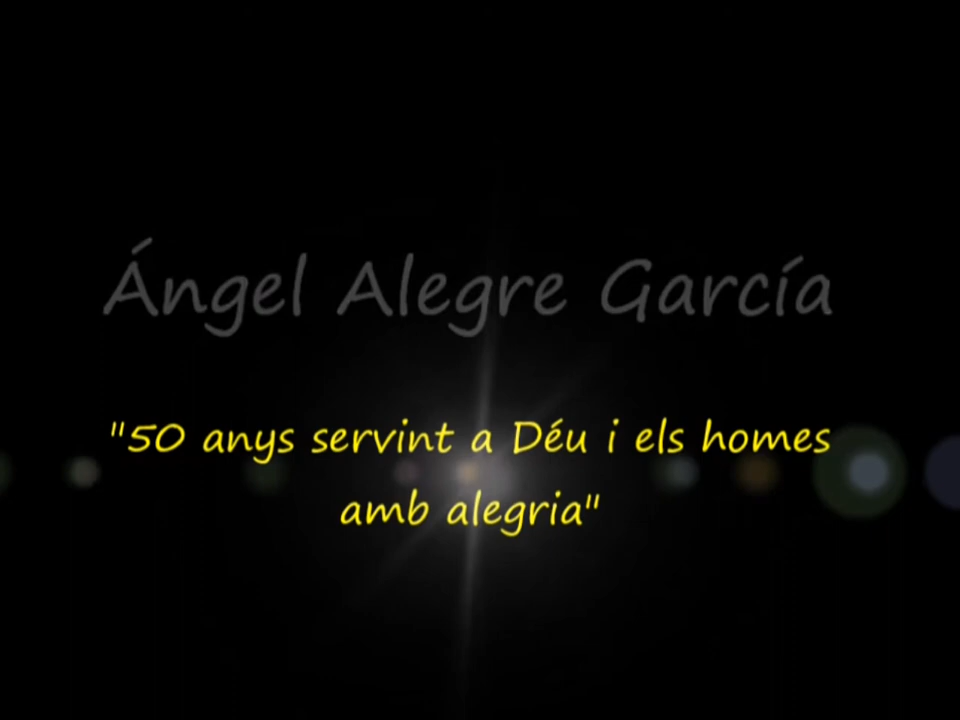 Ángel Alegre García
"50 anys servint a Déu i els homes
amb alegria"